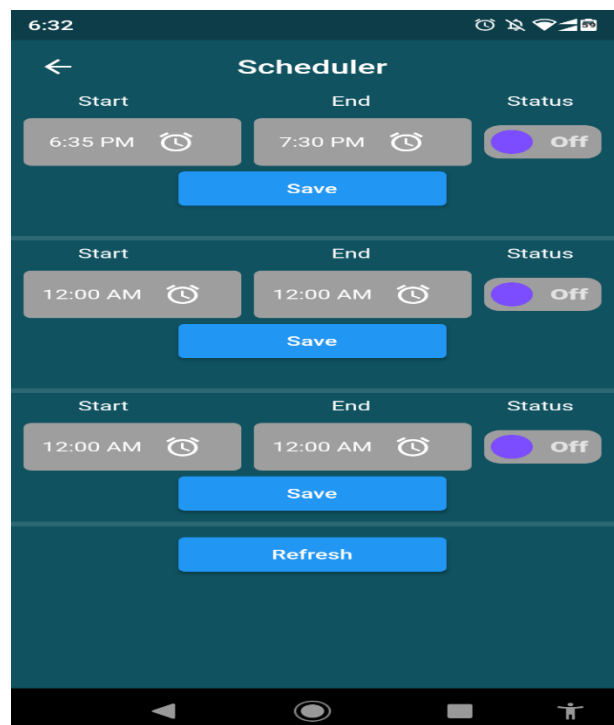 6:32 59
Scheduler
Start End Status
6:35 PM 7:30 PM Off
Save
Start End Status
12:00 AM 12:00 AM Off
Save
Start End Status
12:00 AM 12:00 AM Off
Save
Refresh